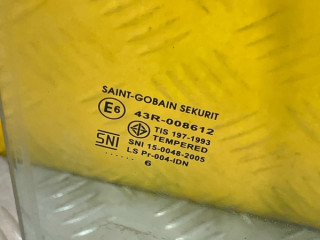 SAINT-GOBAIN SEKURIT
E6 43R-008612
TIS 197-1993
TEMPERED
SNI SNI 15-0048-2005
LS Pr-004-IDN
...... 6